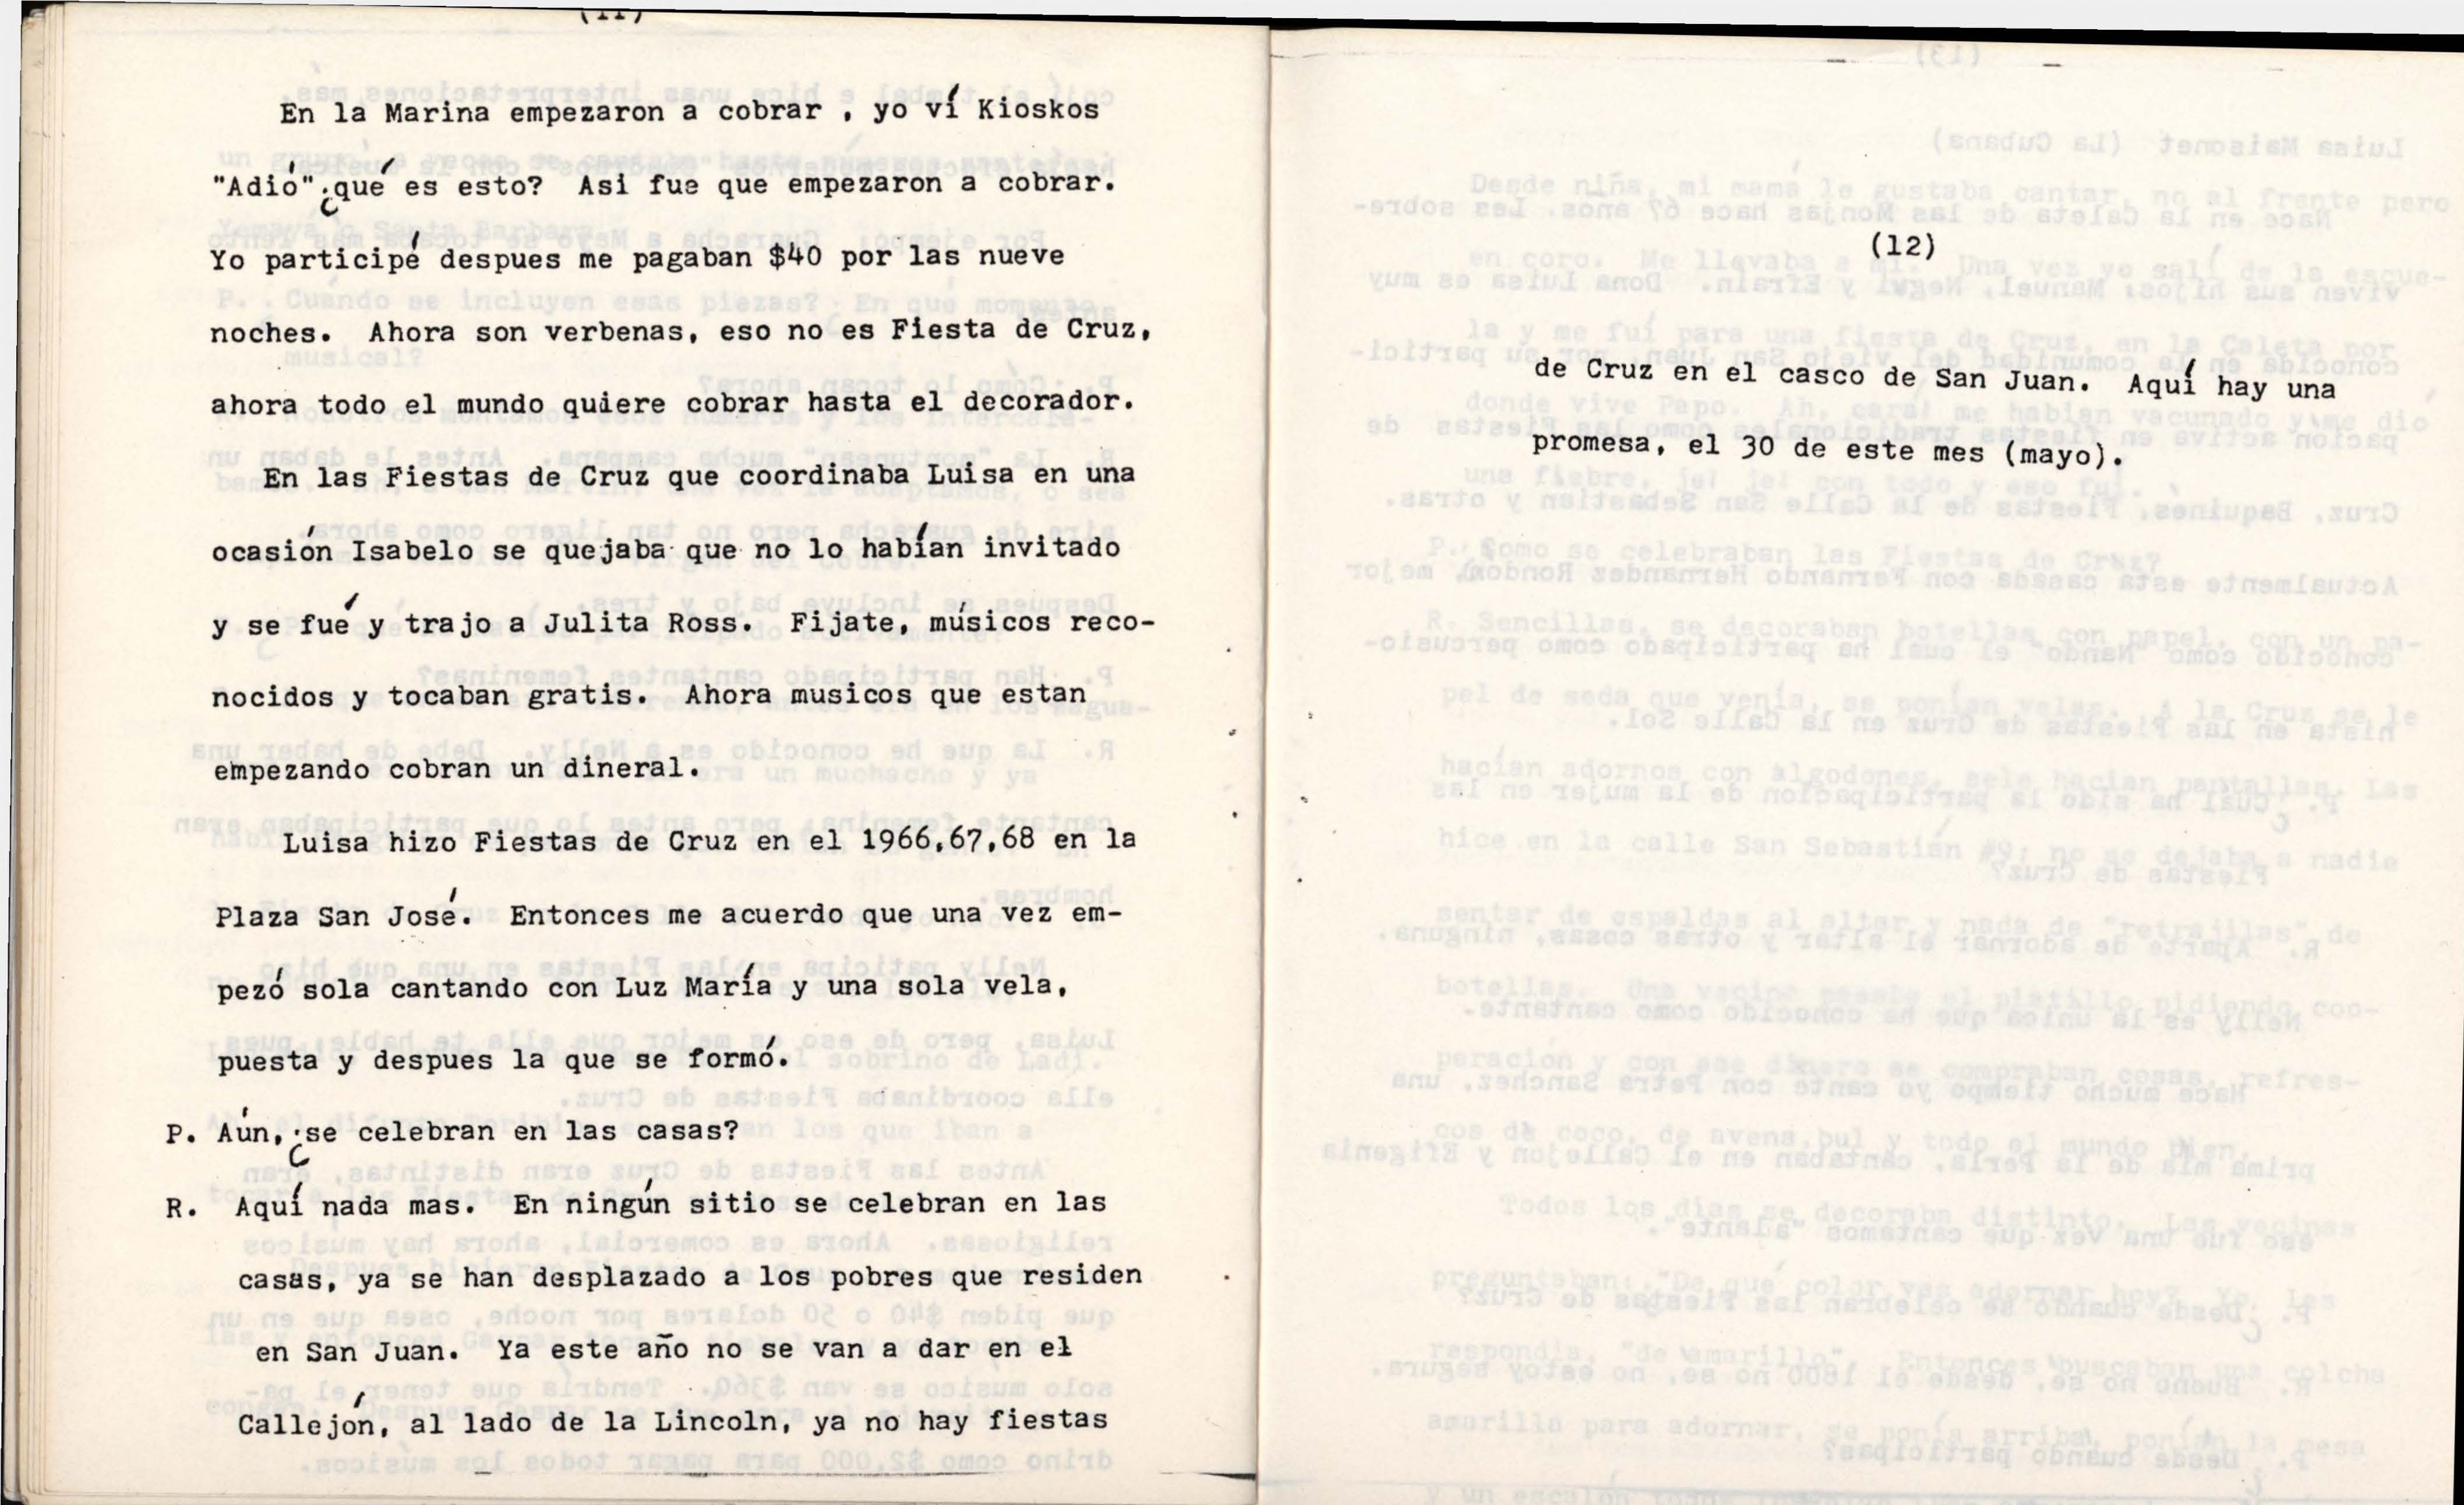 (11)
En la Marina empezaron a cobrar , yo ví Kioskos
"Adió" ¿qué es esto? Asi fue que empezaron a cobrar.
Yo participé despues me pagaban $40 por las nueve
noches. Ahora son verbenas, eso no es Fiesta de Cruz,
ahora todo el mundo quiere cobrar hasta el decorador.
En las Fiestas de Cruz que coordinaba Luisa en una
ocasión Isabelo se quejaba que no lo habían invitado
y se fué y trajo a Julita Ross. Fijate, músicos reco-
nocidos y tocaban gratis. Ahora musicos que estan
empezando cobran un dineral.
Luisa hizo Fiestas de Cruz en el 1966,67,68 en la
Plaza San José. Entonces me acuerdo que una vez em-
pezó sola cantando con Luz María y una sola vela,
puesta y despues la que se formó.
P. Aún, ¿se celebran en las casas?
R. Aquí nada mas. En ningún sitio se celebran en las
casas, ya se han desplazado a los pobres que residen
en San Juan. Ya este año no se van a dar en el
Callejón, al lado de la Lincoln, ya no hay fiestas
(12)
de Cruz en el casco de San Juan. Aquí hay una
promesa, el 30 de este mes (mayo).